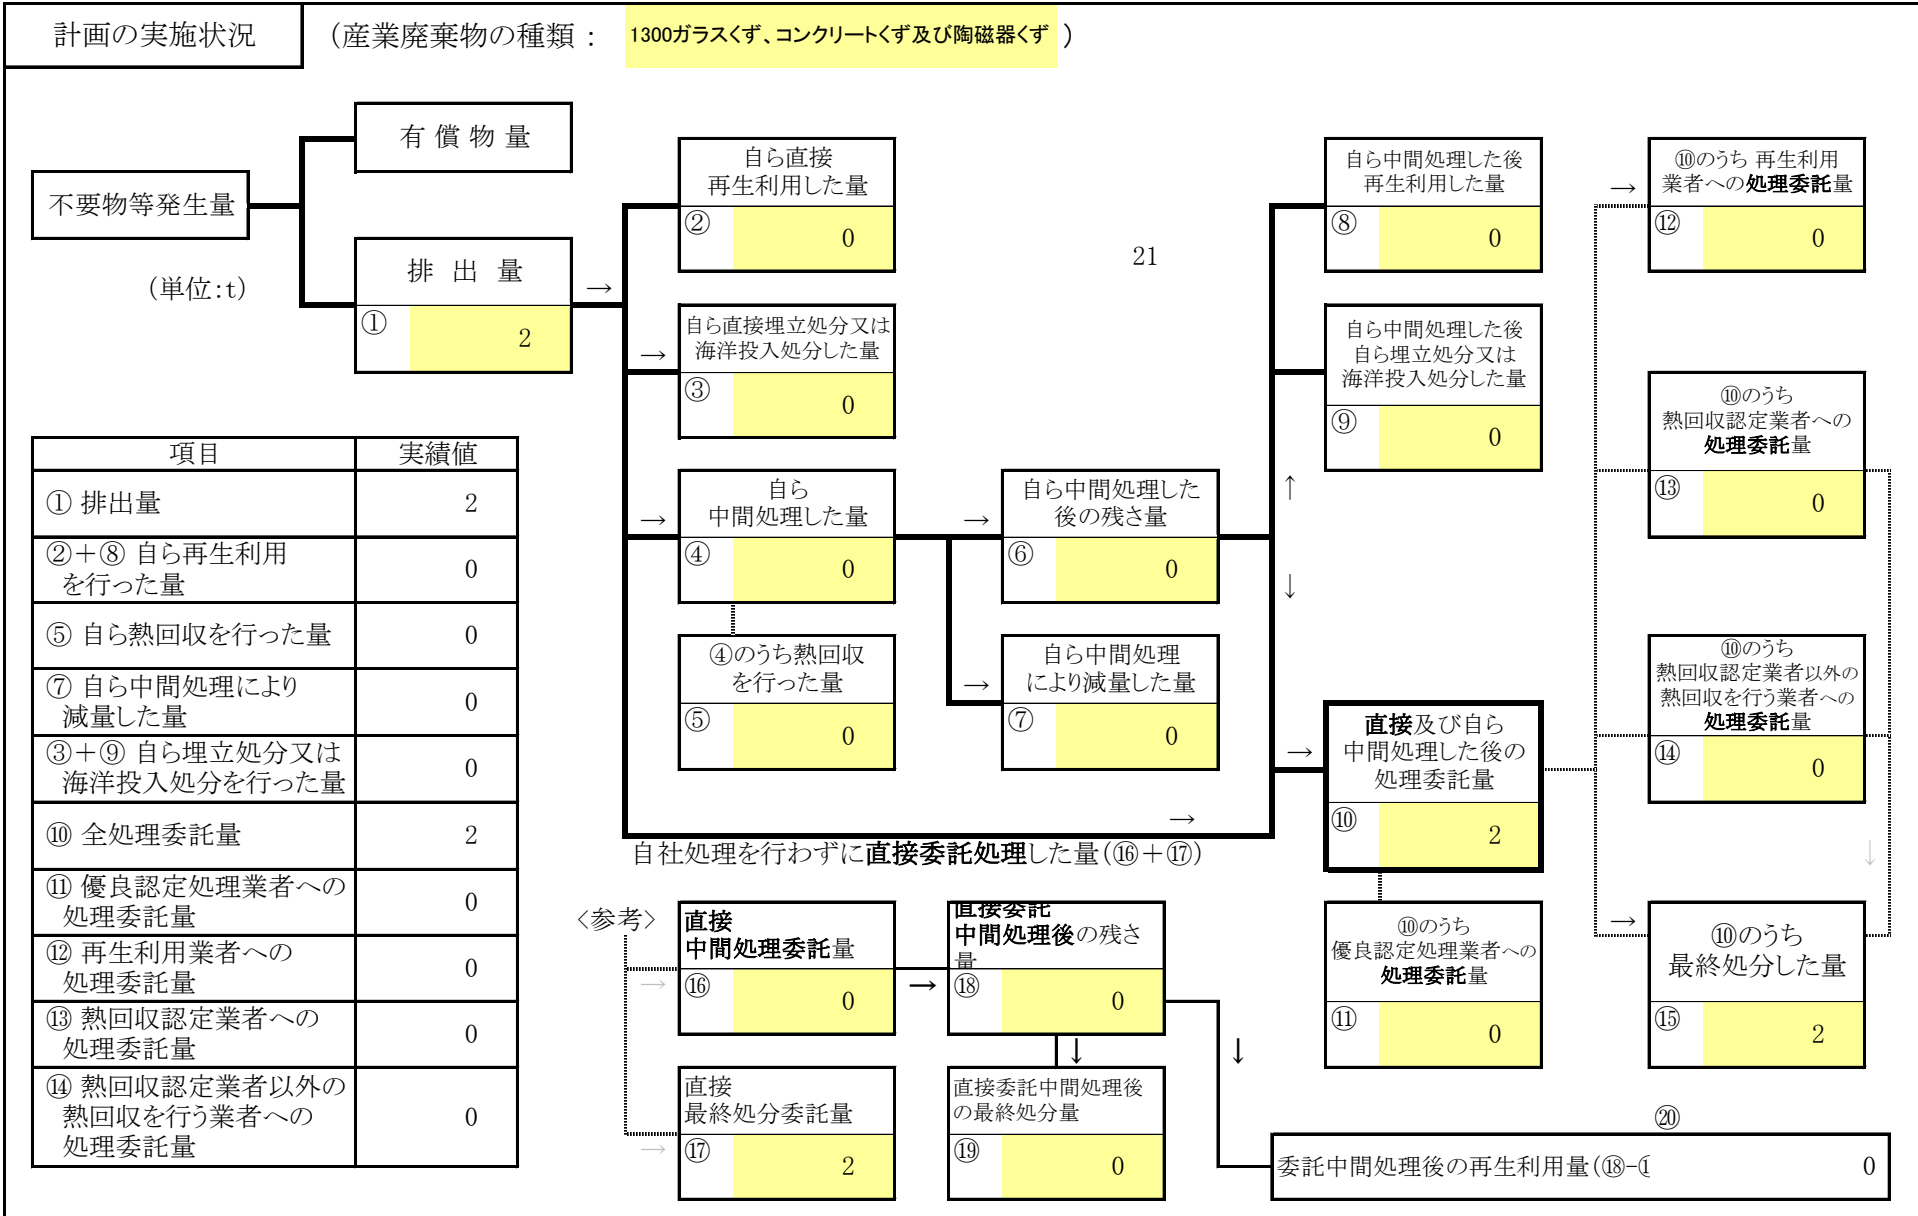 計画の実施状況
（産業廃棄物の種類：
1300ガラスくず、コンクリートくず及び陶磁器くず
）
不要物等発生量
（単位:t）
有 償 物 量
排 出 量
→
①
2
自ら直接
再生利用した量
②
0
→
自ら直接埋立処分又は
海洋投入処分した量
③
0
→
自ら
中間処理した量
④
0
④のうち熱回収
を行った量
⑤
0
→
自ら中間処理した
後の残さ量
⑥
0
→
自ら中間処理
により減量した量
⑦
0
21
自ら中間処理した後
再生利用した量
⑧
0
自ら中間処理した後
自ら埋立処分又は
海洋投入処分した量
⑨
0
↑
↓
→
直接及び自ら
中間処理した後の
処理委託量
⑩
2
⑩のうち
優良認定処理業者への
処理委託量
⑪
0
→
⑩のうち 再生利用
業者への処理委託量
⑫
0
⑩のうち
熱回収認定業者への
処理委託量
⑬
0
⑩のうち
熱回収認定業者以外の
熱回収を行う業者への
処理委託量
⑭
0
↓
→
⑩のうち
最終処分した量
⑮
2
項目 実績値
① 排出量 2
②＋⑧ 自ら再生利用
を行った量 0
⑤ 自ら熱回収を行った量 0
⑦ 自ら中間処理により
減量した量 0
③＋⑨ 自ら埋立処分又は
海洋投入処分を行った量 0
⑩ 全処理委託量 2
⑪ 優良認定処理業者への
処理委託量 0
⑫ 再生利用業者への
処理委託量 0
⑬ 熱回収認定業者への
処理委託量 0
⑭ 熱回収認定業者以外の
熱回収を行う業者への
処理委託量 0
→
自社処理を行わずに直接委託処理した量（⑯＋⑰）
〈参考〉
→
直接
中間処理委託量
⑯
0
→
直接委託
中間処理後の残さ
量
⑱
0
→
直接
最終処分委託量
⑰
2
↓
直接委託中間処理後
の最終処分量
⑲
0
↓
⑳
委託中間処理後の再生利用量（⑱-
0